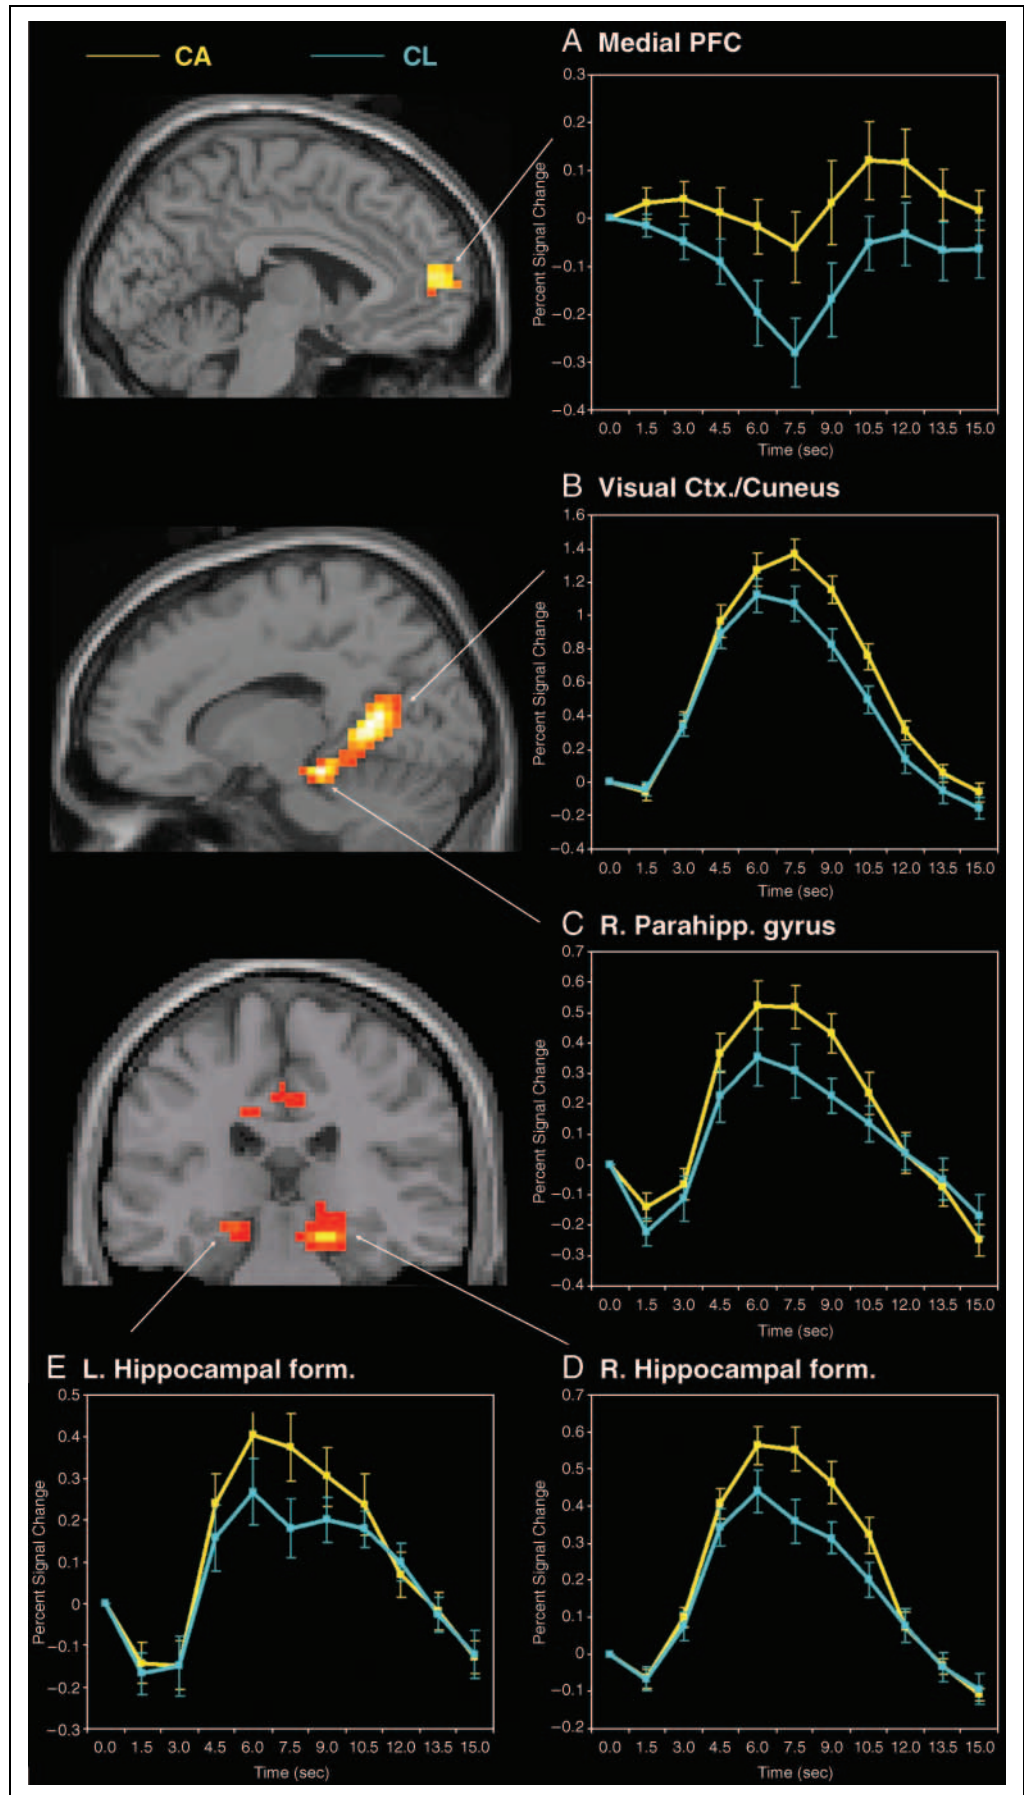 CA CL
A Medial PFC
0.3
0.2
0.1
0
−0.1
−0.2
−0.3
−0.4
Percent Signal Change
0.0 1.5 3.0 4.5 6.0 7.5 9.0 10.5 12.0 13.5 15.0
Time (sec)
B Visual Ctx./Cuneus
1.6
1.4
1.2
1
0.8
0.6
0.4
0.2
0
−0.2
−0.4
Percent Signal Change
0.0 1.5 3.0 4.5 6.0 7.5 9.0 10.5 12.0 13.5 15.0
Time (sec)
C R. Parahipp. gyrus
0.7
0.6
0.5
0.4
0.3
0.2
0.1
0
−0.1
−0.2
−0.3
−0.4
Percent Signal Change
0.0 1.5 3.0 4.5 6.0 7.5 9.0 10.5 12.0 13.5 15.0
Time (sec)
E L. Hippocampal form.
0.5
0.4
0.3
0.2
0.1
0
−0.1
−0.2
−0.3
Percent Signal Change
0.0 1.5 3.0 4.5 6.0 7.5 9.0 10.5 12.0 13.5 15.0
Time (sec)
D R. Hippocampal form.
0.7
0.6
0.5
0.4
0.3
0.2
0.1
0
−0.1
−0.2
Percent Signal Change
0.0 1.5 3.0 4.5 6.0 7.5 9.0 10.5 12.0 13.5 15.0
Time (sec)